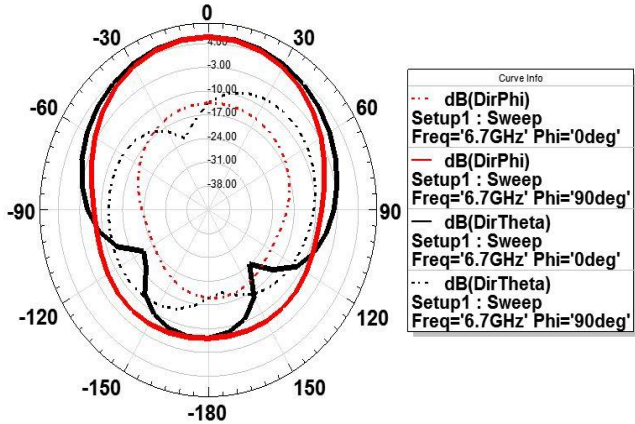 0
-30
30
4.00
-3.00
-60
60
-10.00
-17.00
-24.00
-31.00
-38.00
-90
90
-120
120
-150
150
-180
Curve Info
dB(DirPhi)
Setup1 : Sweep
Freq='6.7GHz' Phi='0deg'
dB(DirPhi)
Setup1 : Sweep
Freq='6.7GHz' Phi='90deg'
dB(DirTheta)
Setup1 : Sweep
Freq='6.7GHz' Phi='0deg'
dB(DirTheta)
Setup1 : Sweep
Freq='6.7GHz' Phi='90deg'